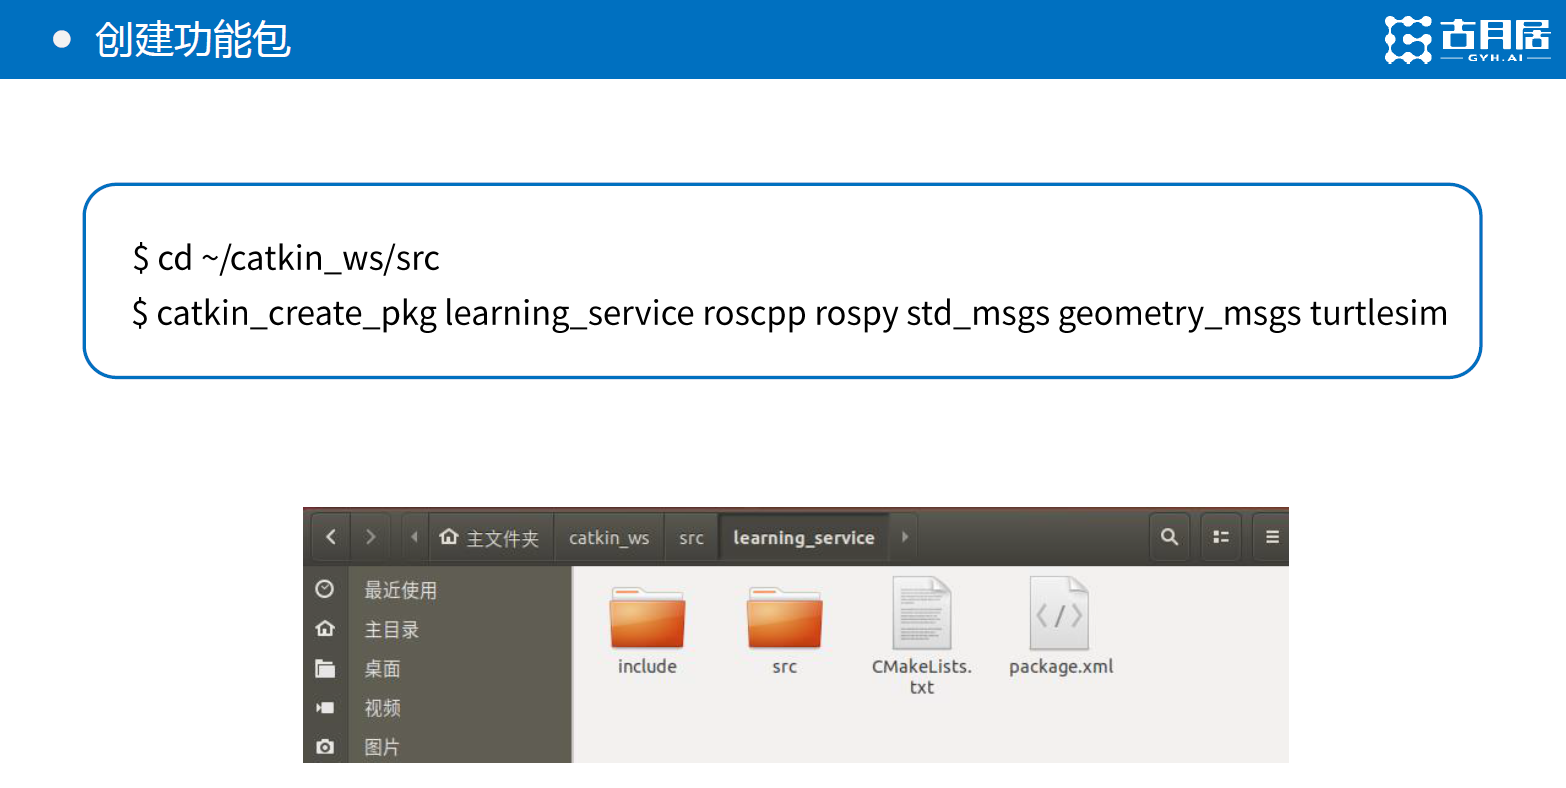 创建功能包
古月居
GYH.AI
$ cd ~/catkin_ws/src
$ catkin_create_pkg learning_service roscpp rospy std_msgs geometry_msgs turtlesim
主文件夹 catkin_ws src learning_service
最近使用
主目录
桌面
视频
图片
include src CMakeLists. package.xml
txt